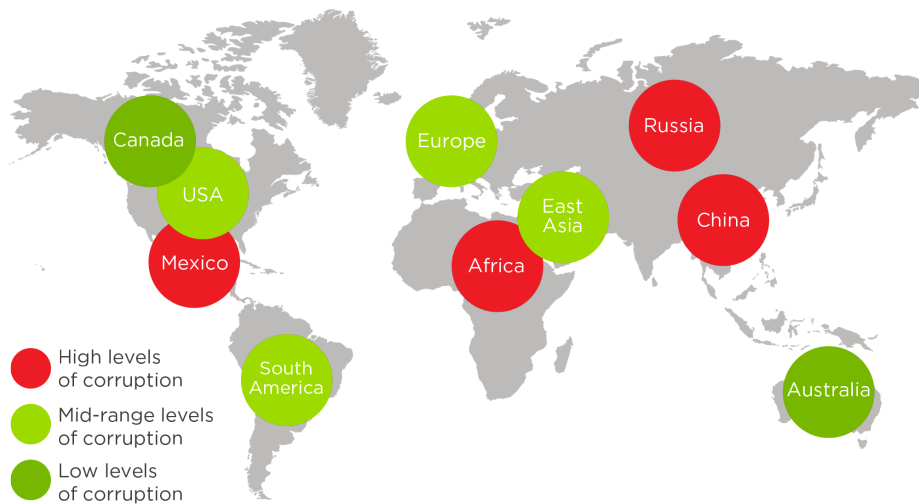 Canada
USA
Mexico
South
America
Europe
Africa
East
Asia
Russia
China
Australia
High levels
of corruption
Mid-range levels
of corruption
Low levels
of corruption